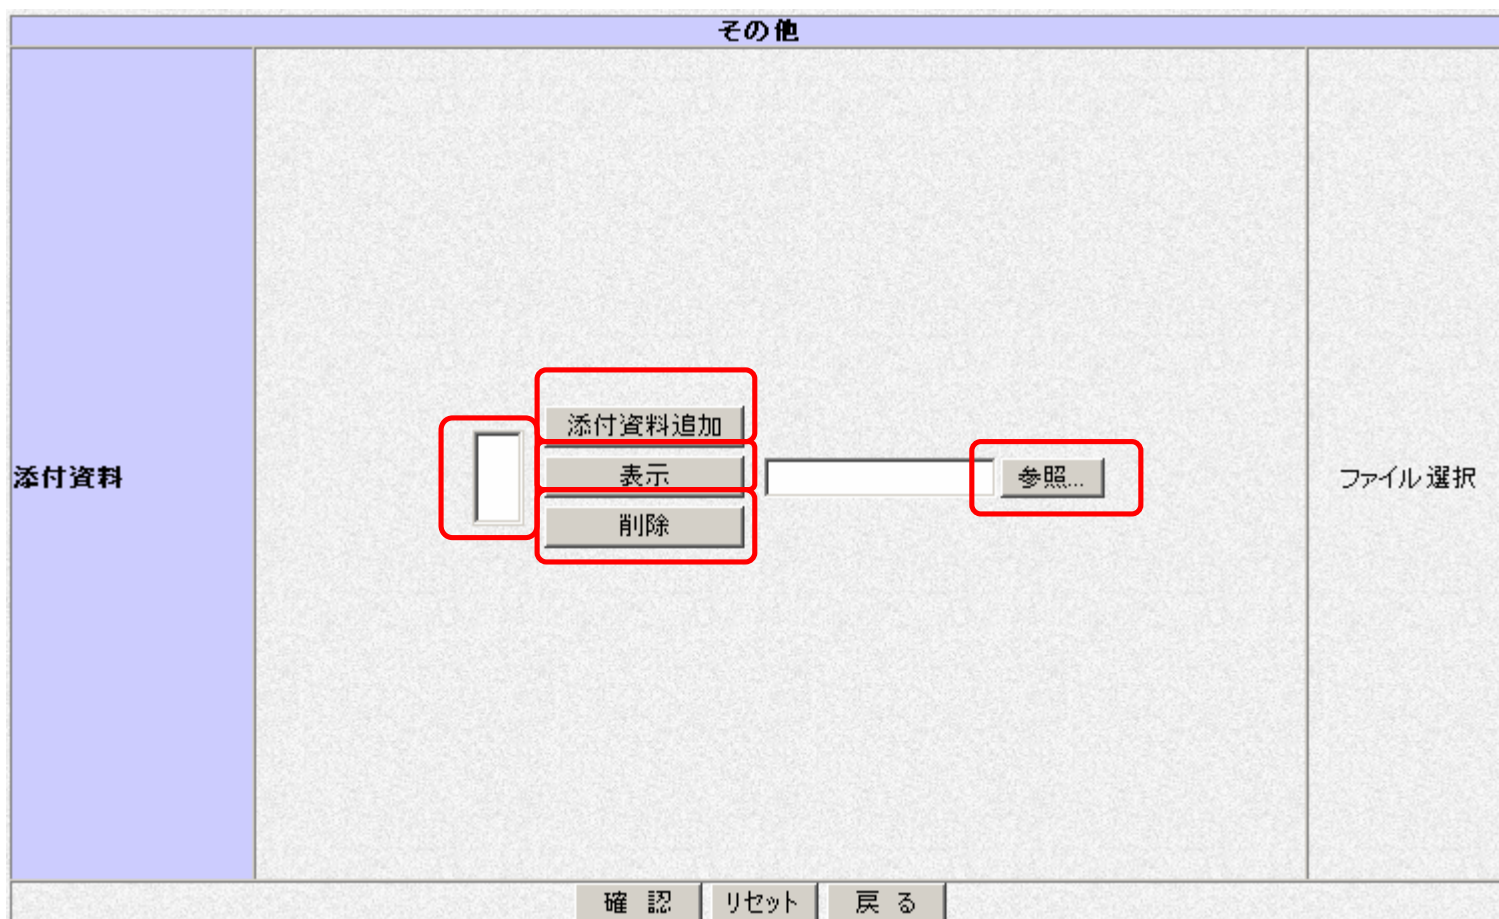 その他
添付資料
添付資料追加
表示
削除
参照...
ファイル選択
確 認
リセット
戻 る